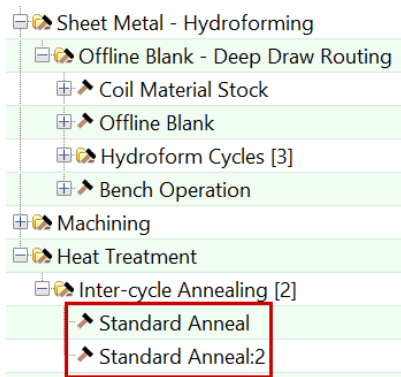 Sheet Metal - Hydroforming
Offline Blank - Deep Draw Routing
Coil Material Stock
Offline Blank
Hydroform Cycles [3]
Bench Operation
Machining
Heat Treatment
Inter-cycle Annealing [2]
Standard Anneal
Standard Anneal:2